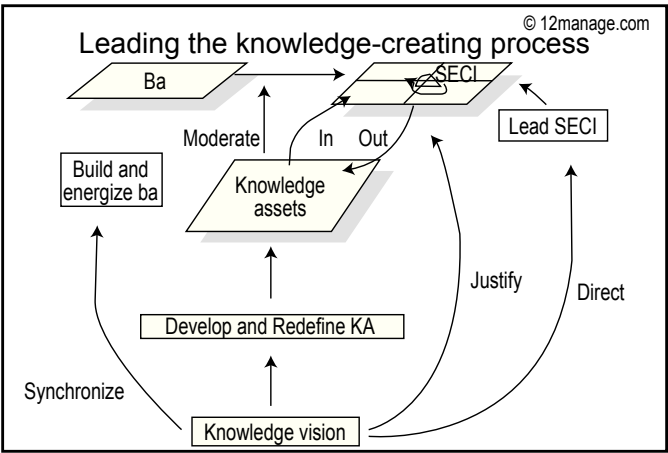 © 12manage.com
Leading the knowledge-creating process
Ba
SECI
Lead SECI
Moderate
In
Out
Build and
energize ba
Knowledge
assets
Justify
Direct
Develop and Redefine KA
Synchronize
Knowledge vision